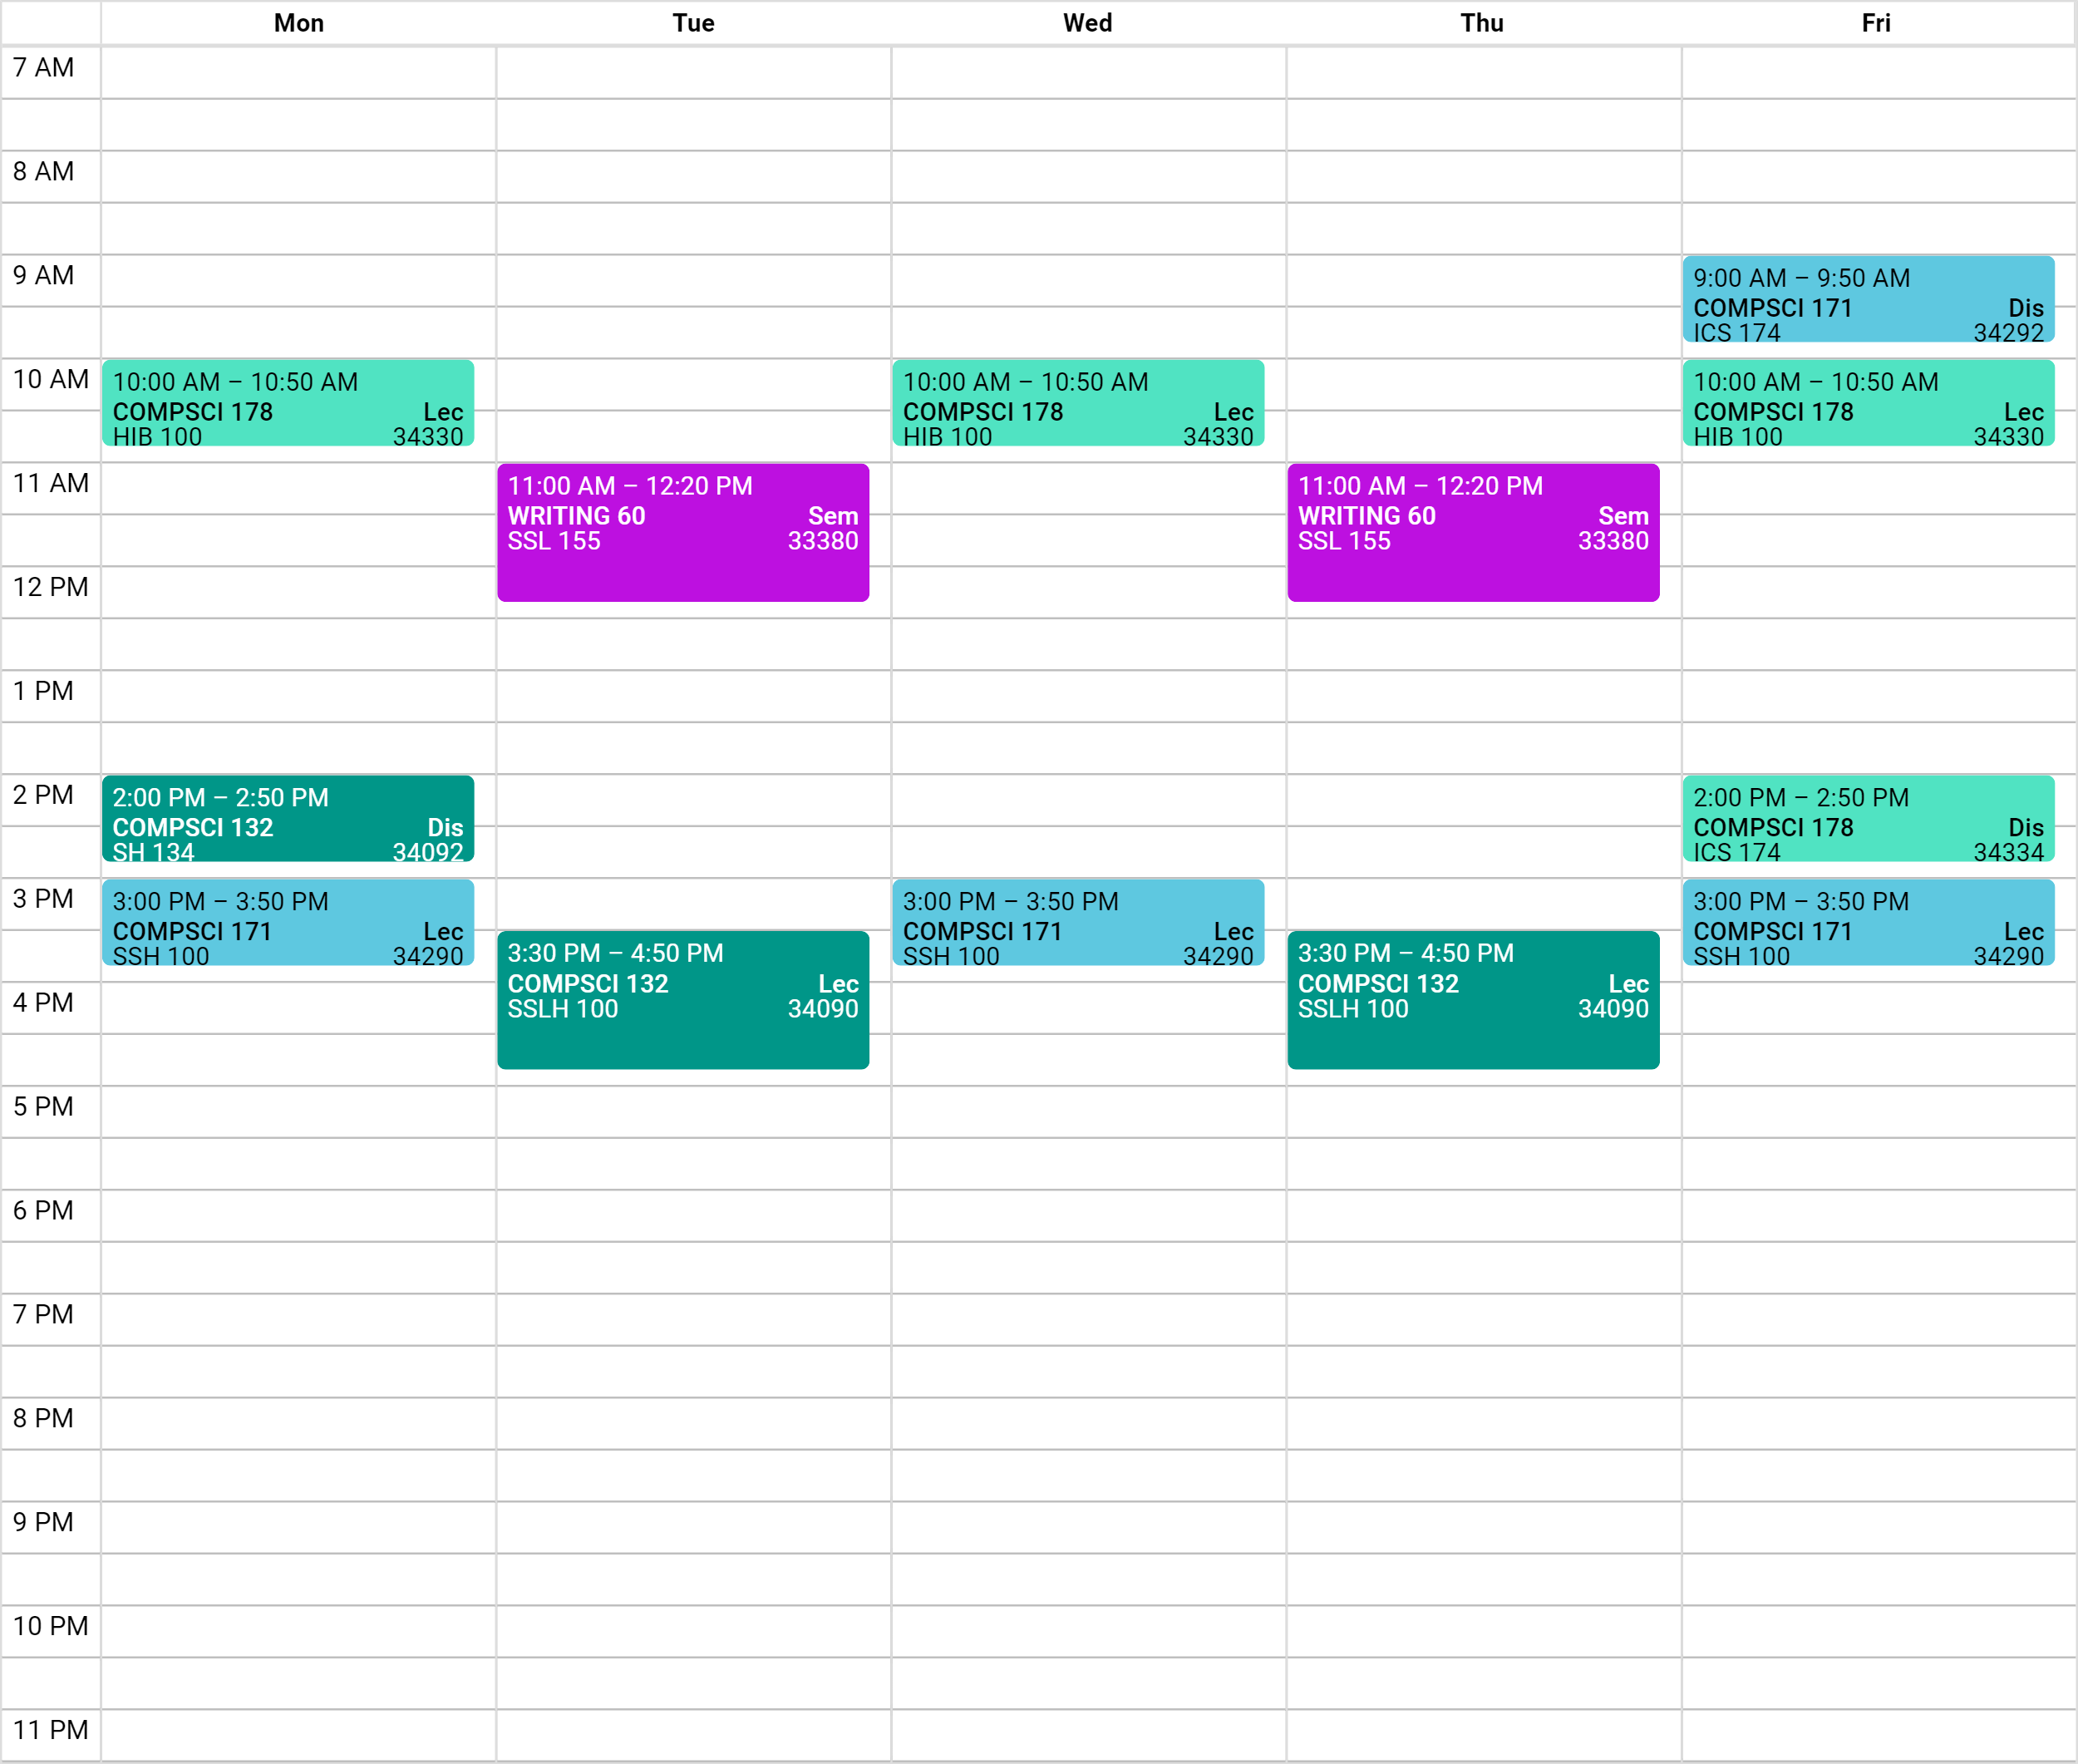 Mon Tue Wed Thu Fri
7 AM
8 AM
9 AM
9:00 AM – 9:50 AM
COMPSCI 171 Dis
ICS 174 34292
10 AM
10:00 AM – 10:50 AM
COMPSCI 178 Lec
HIB 100 34330
10:00 AM – 10:50 AM
COMPSCI 178 Lec
HIB 100 34330
10:00 AM – 10:50 AM
COMPSCI 178 Lec
HIB 100 34330
11 AM
11:00 AM – 12:20 PM
WRITING 60 Sem
SSL 155 33380
11:00 AM – 12:20 PM
WRITING 60 Sem
SSL 155 33380
12 PM
1 PM
2 PM
2:00 PM – 2:50 PM
COMPSCI 132 Dis
SH 134 34092
2:00 PM – 2:50 PM
COMPSCI 178 Dis
ICS 174 34334
3 PM
3:00 PM – 3:50 PM
COMPSCI 171 Lec
SSH 100 34290
3:00 PM – 3:50 PM
COMPSCI 171 Lec
SSH 100 34290
3:00 PM – 3:50 PM
COMPSCI 171 Lec
SSH 100 34290
3:30 PM – 4:50 PM
COMPSCI 132 Lec
SSLH 100 34090
3:30 PM – 4:50 PM
COMPSCI 132 Lec
SSLH 100 34090
4 PM
5 PM
6 PM
7 PM
8 PM
9 PM
10 PM
11 PM